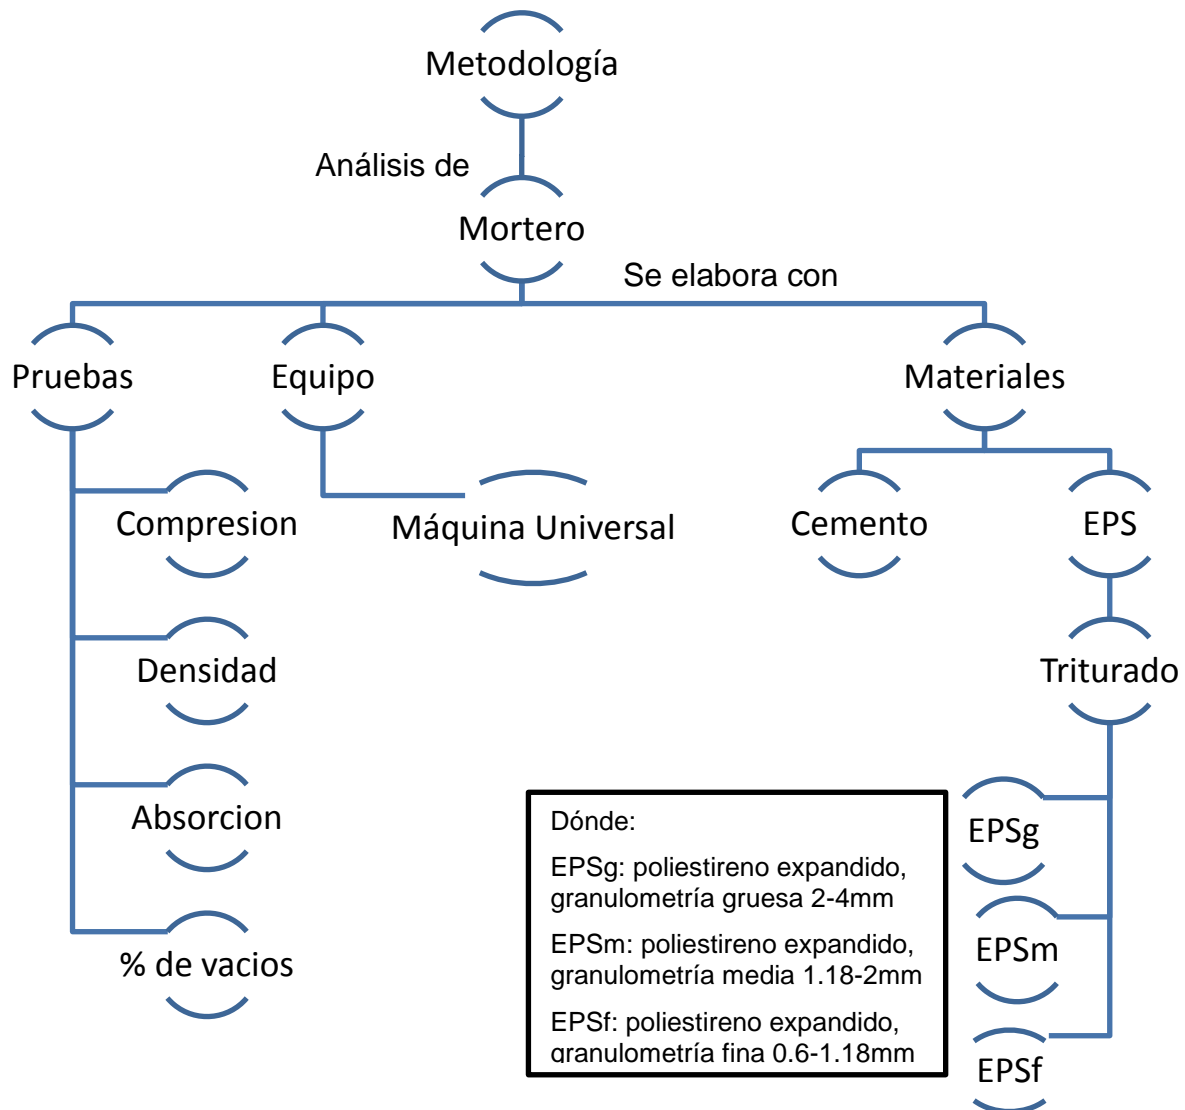 Metodología
Análisis de
Mortero
Se elabora con
Pruebas
Equipo
Materiales
Compresion
Máquina Universal
Cemento
EPS
Densidad
Triturado
Absorcion
% de vacios
Dónde:
EPSg: poliestireno expandido,
granulometría gruesa 2-4mm
EPSm: poliestireno expandido,
granulometría media 1.18-2mm
EPSf: poliestireno expandido,
granulometría fina 0.6-1.18mm
EPSg
EPSm
EPSf